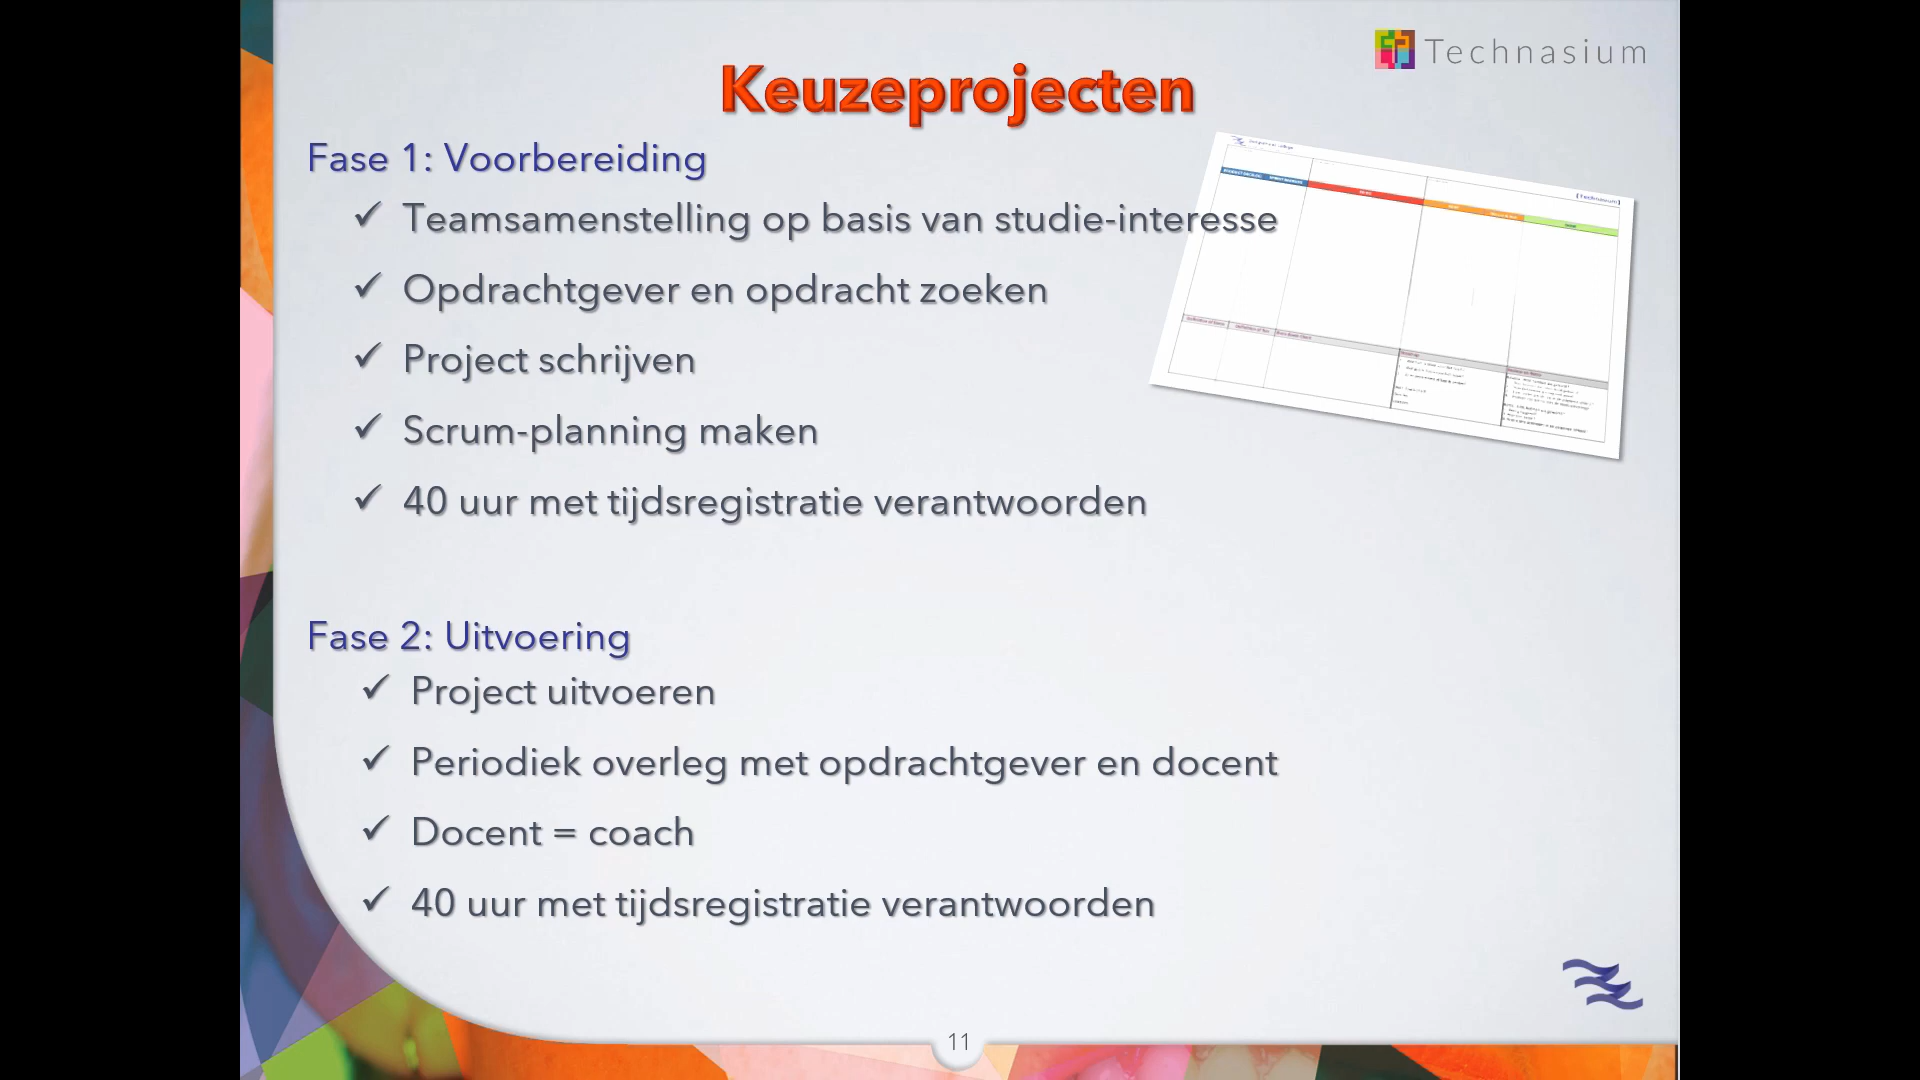 Technasium
Keuzeprojecten
Fase 1: Voorbereiding
✓ Teamsamenstelling op basis van studie-interesse
✓ Opdrachtgever en opdracht zoeken
✓ Project schrijven
✓ Scrum-planning maken
✓ 40 uur met tijdsregistratie verantwoorden
Fase 2: Uitvoering
✓ Project uitvoeren
✓ Periodiek overleg met opdrachtgever en docent
✓ Docent = coach
✓ 40 uur met tijdsregistratie verantwoorden
11